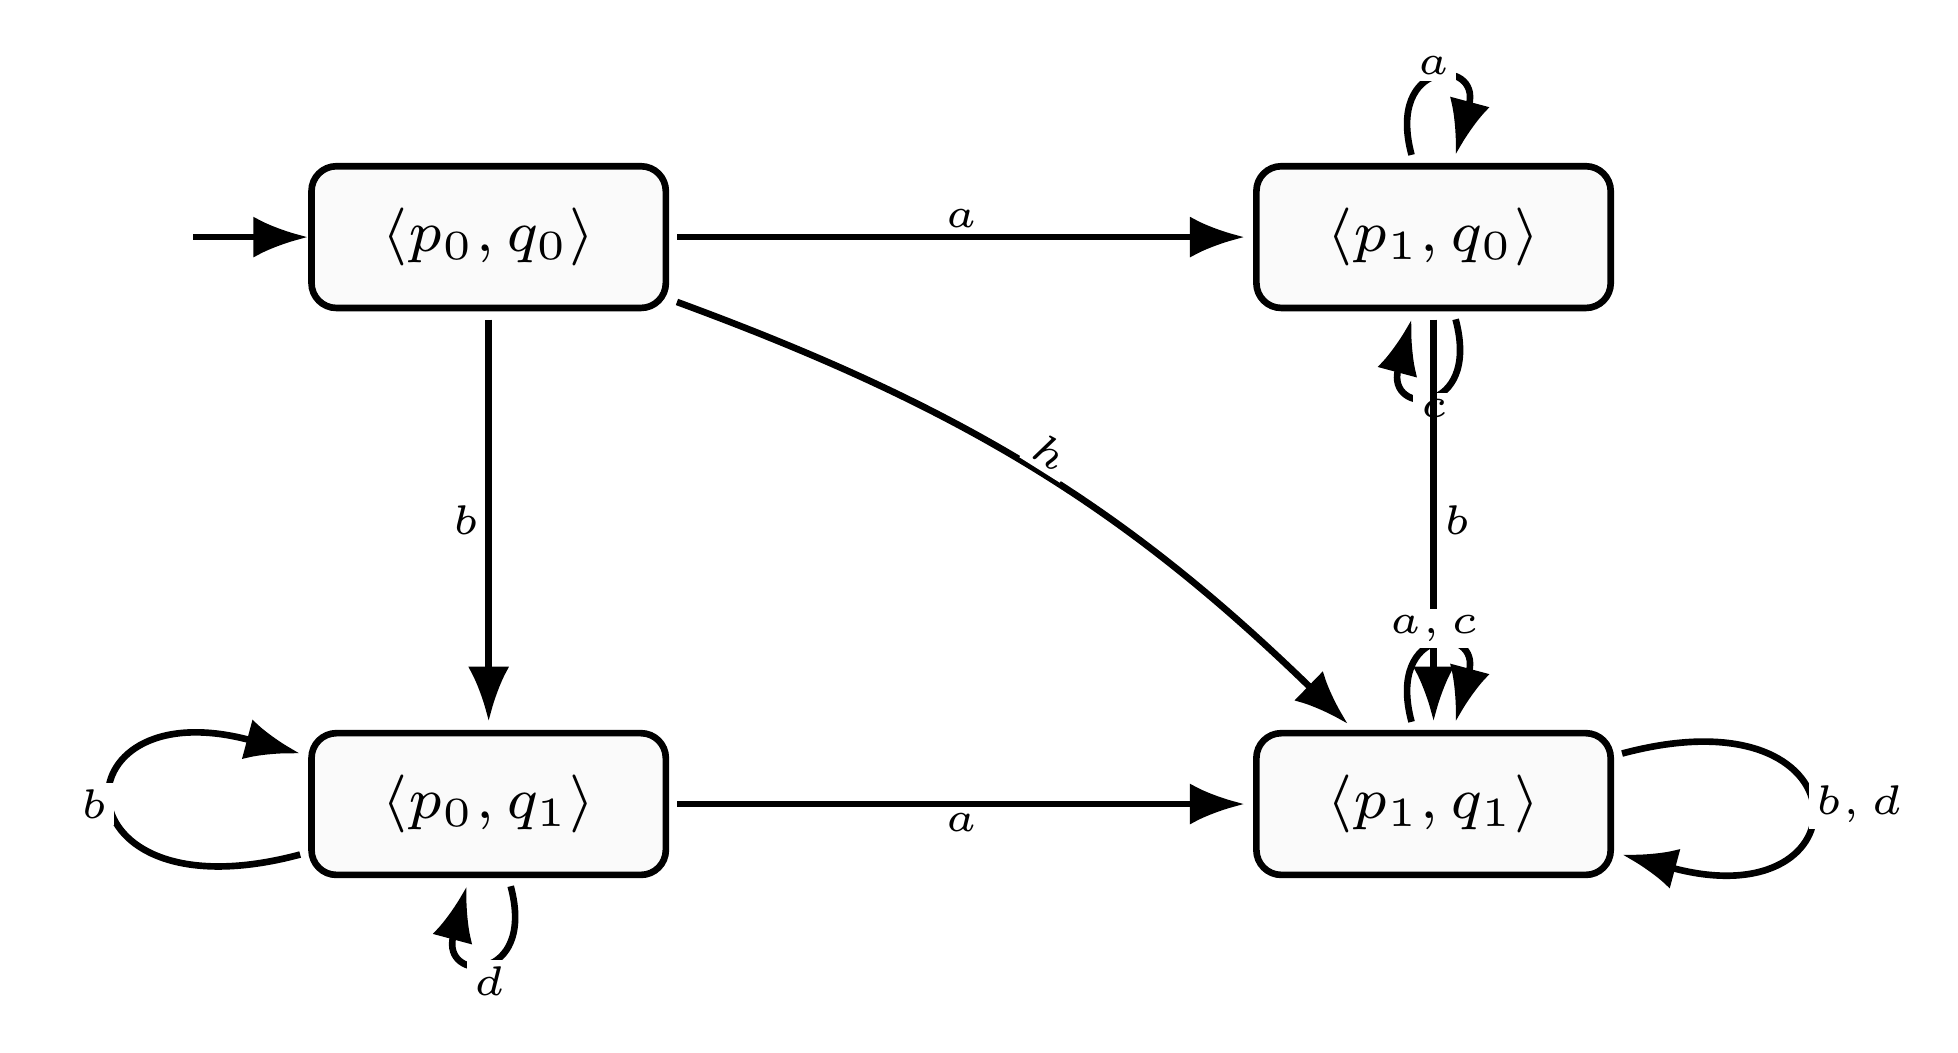 a
⟨p₀, q₀⟩
a
⟨p₁, q₀⟩
c
h
b
b
a, c
b
⟨p₀, q₁⟩
a
⟨p₁, q₁⟩
b, d
d